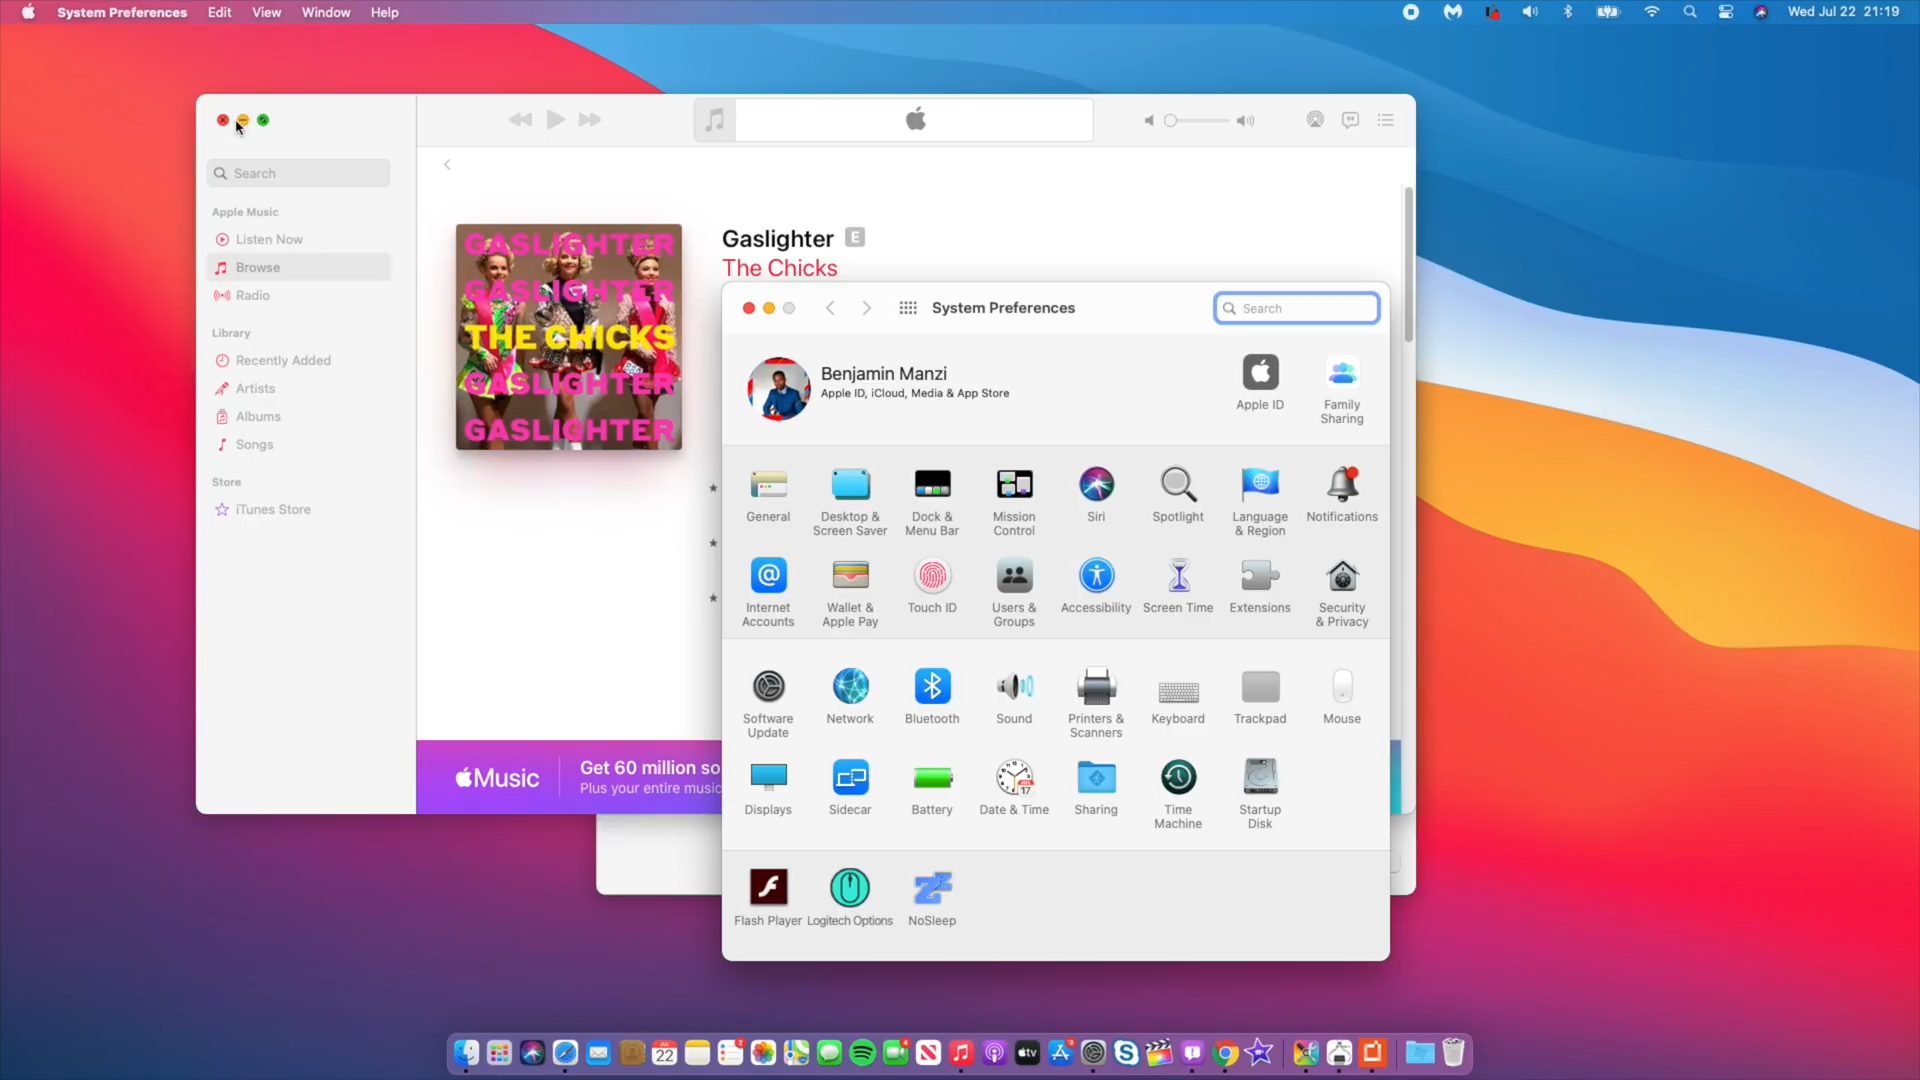 System Preferences Edit View Window Help
Wed Jul 22 21:19
Search
Apple Music
Listen Now
Browse
Radio
Library
Recently Added
Artists
Albums
Songs
Store
iTunes Store
GASLIGHTER
GASLIGHTER
THE CHICKS
GASLIGHTER
GASLIGHTER
Gaslighter E
The Chicks
Music
Get 60 million so
Plus your entire music
System Preferences
Search
Benjamin Manzi
Apple ID, iCloud, Media & App Store
Apple ID
Family
Sharing
General
Desktop &
Screen Saver
Dock &
Menu Bar
Mission
Control
Siri
Spotlight
Language
& Region
Notifications
Internet
Accounts
Wallet &
Apple Pay
Touch ID
Users &
Groups
Accessibility
Screen Time
Extensions
Security
& Privacy
Software
Update
Network
Bluetooth
Sound
Printers &
Scanners
Keyboard
Trackpad
Mouse
Displays
Sidecar
Battery
Date & Time
Sharing
Time
Machine
Startup
Disk
Flash Player
Logitech Options
NoSleep